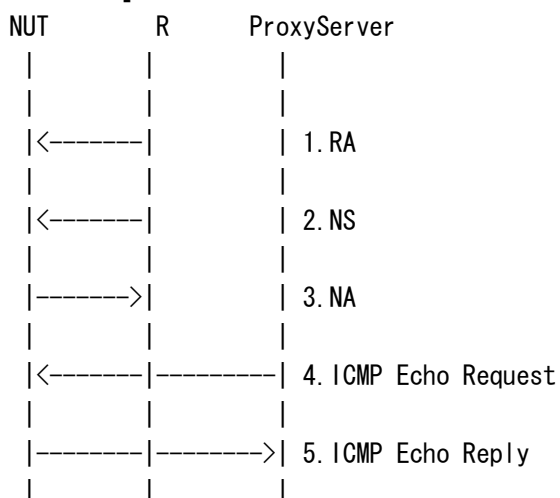 NUT R ProxyServer
| | |
| | |
|<-------| | 1.RA
| | |
|<-------| | 2.NS
| | |
|------->| | 3.NA
| | |
|<-------|---------| 4.ICMP Echo Request
| | |
|--------|-------->| 5.ICMP Echo Reply
| | |